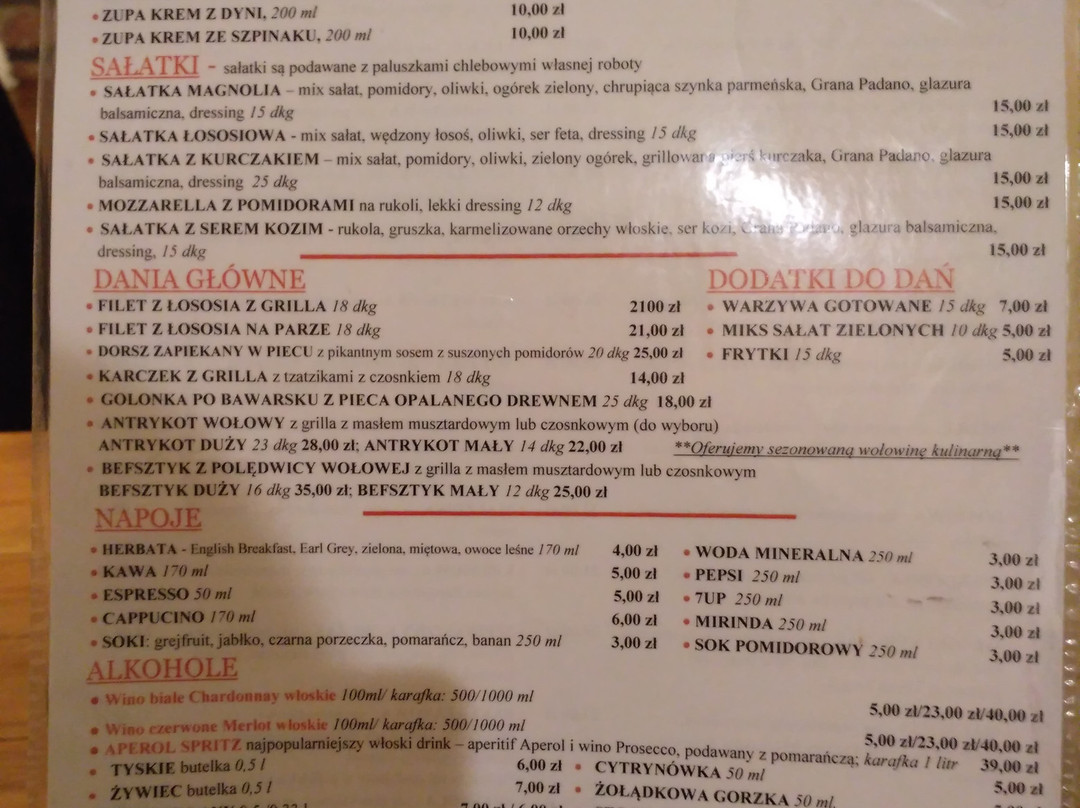 • ZUPA KREM Z DYNI, 200 ml 10,00 zł
• ZUPA KREM ZE SZPINAKU, 200 ml 10,00 zł
SAŁATKI - sałatki są podawane z paluszkami chlebowymi własnej roboty
• SAŁATKA MAGNOLIA – mix sałat, pomidory, oliwki, ogórek zielony, chrupiąca szynka parmeńska, Grana Padano, glazura
balsamiczna, dressing 15 dkg 15,00 zł
• SAŁATKA ŁOSOSIOWA - mix sałat, wędzony łosoś, oliwki, ser feta, dressing 15 dkg 15,00 zł
• SAŁATKA Z KURCZAKIEM – mix sałat, pomidory, oliwki, zielony ogórek, grillowana pierś kurczaka, Grana Padano, glazura
balsamiczna, dressing 25 dkg 15,00 zł
• MOZZARELLA Z POMIDORAMI na rukoli, lekki dressing 12 dkg 15,00 zł
• SAŁATKA Z SEREM KOZIM - rukola, gruszka, karmelizowane orzechy włoskie, ser kozi, Grana Padano, glazura balsamiczna,
dressing, 15 dkg 15,00 zł
DANIA GŁÓWNE
• FILET Z ŁOSOSIA Z GRILLA 18 dkg 2100 zł
• FILET Z ŁOSOSIA NA PARZE 18 dkg 21,00 zł
• DORSZ ZAPIEKANY W PIECU z pikantnym sosem z suszonych pomidorów 20 dkg 25,00 zł
• KARCZEK Z GRILLA z tzatzikami z czosnkiem 18 dkg 14,00 zł
• GOLONKA PO BAWARSKU Z PIECA OPALANEGO DREWNEM 25 dkg 18,00 zł
• ANTRYKOT WOŁOWY z grilla z masłem musztardowym lub czosnkowym (do wyboru)
ANTRYKOT DUŻY 23 dkg 28,00 zł; ANTRYKOT MAŁY 14 dkg 22,00 zł
• BEFSZTYK Z POLĘDWICY WOŁOWEJ z grilla z masłem musztardowym lub czosnkowym
BEFSZTYK DUŻY 16 dkg 35,00 zł; BEFSZTYK MAŁY 12 dkg 25,00 zł
DODATKI DO DAŃ
• WARZYWA GOTOWANE 15 dkg 7,00 zł
• MIKS SAŁAT ZIELONYCH 10 dkg 5,00 zł
• FRYTKI 15 dkg 5,00 zł
**Oferujemy sezonowaną wołowinę kulinarną**
NAPOJE
• HERBATA - English Breakfast, Earl Grey, zielona, miętowa, owoce leśne 170 ml 4,00 zł
• KAWA 170 ml 5,00 zł
• ESPRESSO 50 ml 5,00 zł
• CAPPUCINO 170 ml 6,00 zł
• SOKI: grejfruit, jabłko, czarna porzeczka, pomarańcz, banan 250 ml 3,00 zł
• WODA MINERALNA 250 ml 3,00 zł
• PEPSI 250 ml 3,00 zł
• 7UP 250 ml 3,00 zł
• MIRINDA 250 ml 3,00 zł
• SOK POMIDOROWY 250 ml 3,00 zł
ALKOHOLE
• Wino białe Chardonnay włoskie 100ml/ karafka: 500/1000 ml 5,00 zł/23,00 zł/40,00 zł
• Wino czerwone Merlot włoskie 100ml/ karafka: 500/1000 ml 5,00 zł/23,00 zł/40,00 zł
• APEROL SPRITZ najpopularniejszy włoski drink – aperitif Aperol i wino Prosecco, podawany z pomarańczą; karafka 1 litr 39,00 zł
• TYSKIE butelka 0,5 l 6,00 zł
• ŻYWIEC butelka 0,5 l 7,00 zł
• CYTRYNÓWKA 50 ml 5,00 zł
• ŻOŁĄDKOWA GORZKA 50 ml.